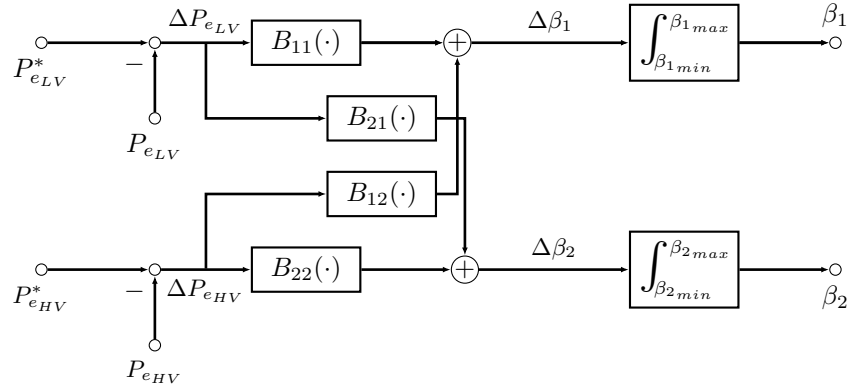 ΔP_{e_{LV}}
B_{11}(·)
+
Δβ_1
∫_{β_{1_{min}}}^{β_{1_{max}}}
β_1
P^*_{e_{LV}}
−
P_{e_{LV}}
B_{21}(·)
B_{12}(·)
B_{22}(·)
+
Δβ_2
∫_{β_{2_{min}}}^{β_{2_{max}}}
β_2
P^*_{e_{HV}}
−
ΔP_{e_{HV}}
P_{e_{HV}}